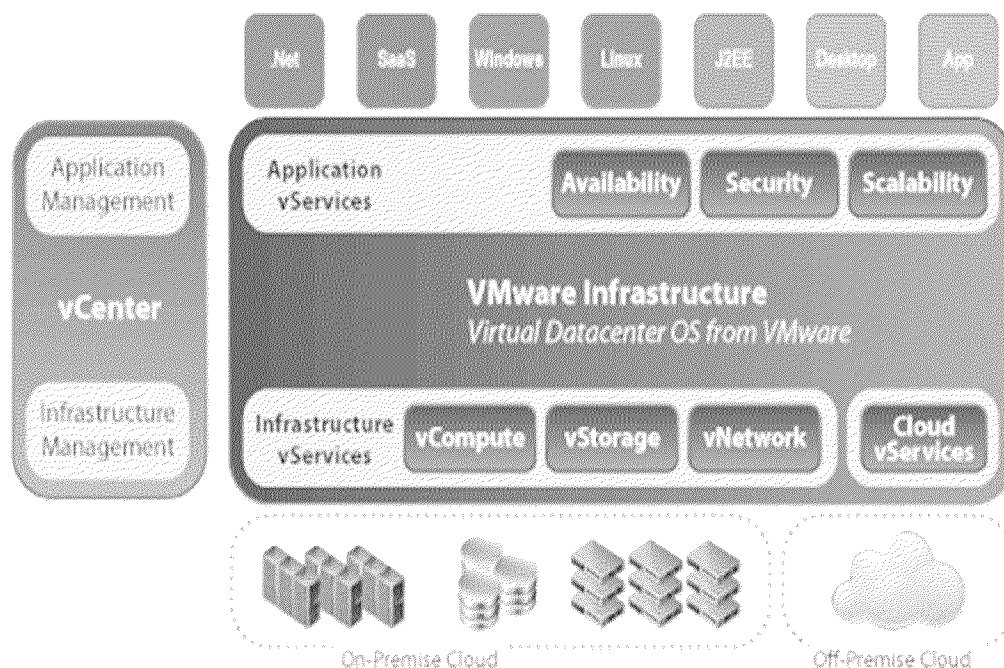 .Net
SaaS
Windows
Linux
J2EE
Desktop
App
Application
Management
vCenter
Infrastructure
Management
Application
vServices
Availability
Security
Scalability
VMware Infrastructure
Virtual Datacenter OS from VMware
Infrastructure
vServices
vCompute
vStorage
vNetwork
Cloud
vServices
On-Premise Cloud
Off-Premise Cloud